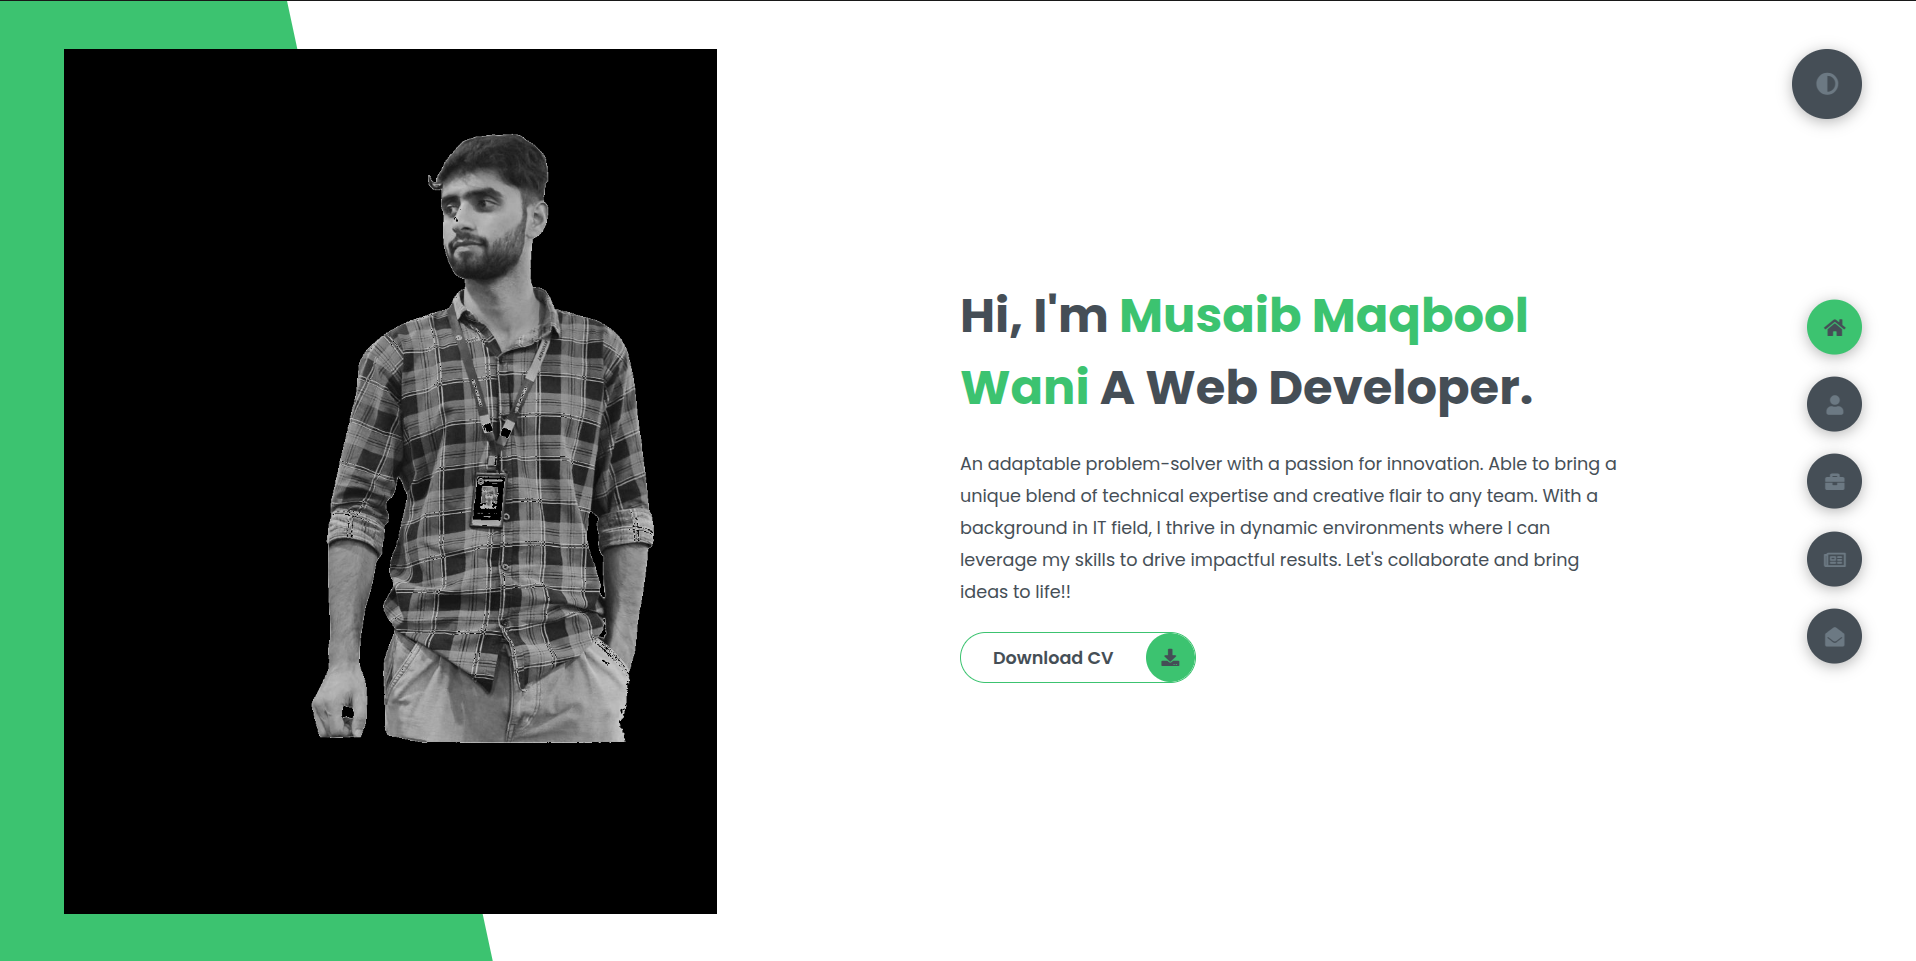 Hi, I'm Musaib Maqbool
Wani A Web Developer.
An adaptable problem-solver with a passion for innovation. Able to bring a
unique blend of technical expertise and creative flair to any team. With a
background in IT field, I thrive in dynamic environments where I can
leverage my skills to drive impactful results. Let's collaborate and bring
ideas to life!!
Download CV